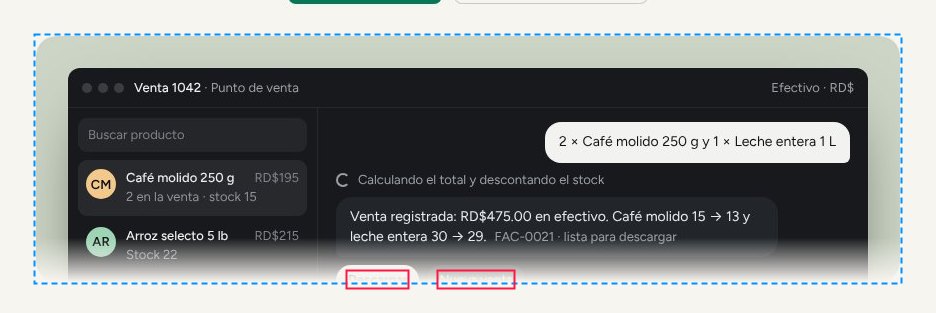 Venta 1042 · Punto de venta
Efectivo · RD$
Buscar producto
CM
Café molido 250 g
RD$195
2 en la venta · stock 15
AR
Arroz selecto 5 lb
RD$215
Stock 22
2 × Café molido 250 g y 1 × Leche entera 1 L
Calculando el total y descontando el stock
Venta registrada: RD$475.00 en efectivo. Café molido 15 → 13 y
leche entera 30 → 29. FAC-0021 · lista para descargar